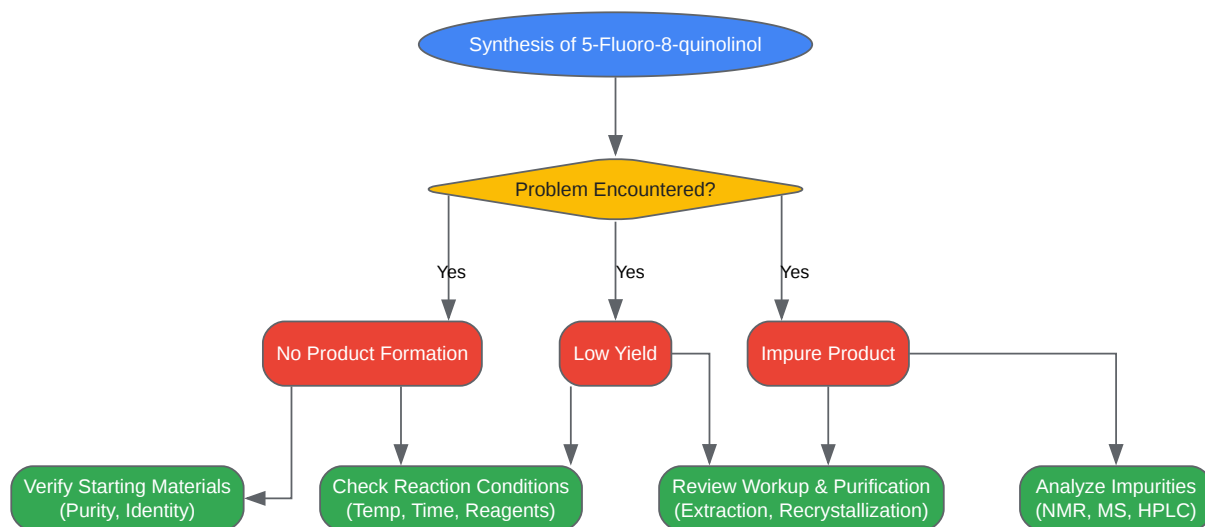 Synthesis of 5-Fluoro-8-quinolinol
Problem Encountered?
Yes
Yes
Yes
No Product Formation
Low Yield
Impure Product
Verify Starting Materials
(Purity, Identity)
Check Reaction Conditions
(Temp, Time, Reagents)
Review Workup & Purification
(Extraction, Recrystallization)
Analyze Impurities
(NMR, MS, HPLC)